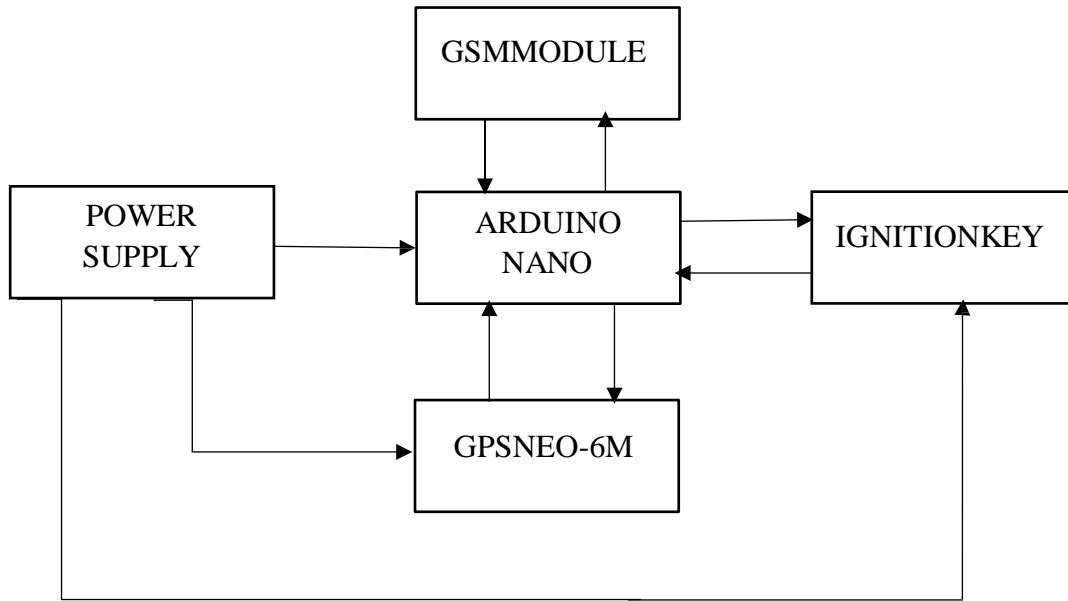 GSMMODULE
POWER
SUPPLY
ARDUINO
NANO
IGNITIONKEY
GPSNEO-6M